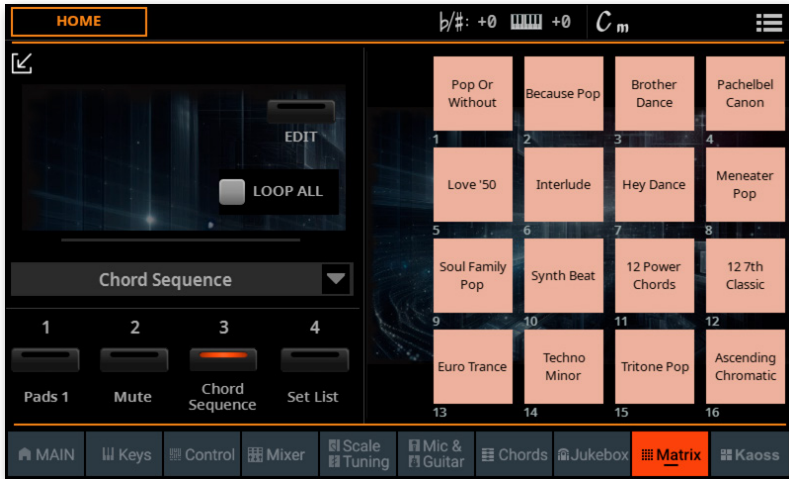 HOME
♭/♯: +0 +0 C m
EDIT
LOOP ALL
Chord Sequence
1 2 3 4
Pads 1 Mute Chord Sequence Set List
Pop Or Without
1
Because Pop
2
Brother Dance
3
Pachelbel Canon
4
Love '50
5
Interlude
6
Hey Dance
7
Meneater Pop
8
Soul Family Pop
9
Synth Beat
10
12 Power Chords
11
12 7th Classic
12
Euro Trance
13
Techno Minor
14
Tritone Pop
15
Ascending Chromatic
16
MAIN Keys Control Mixer Scale Tuning Mic & Guitar Chords Jukebox Matrix Kaoss